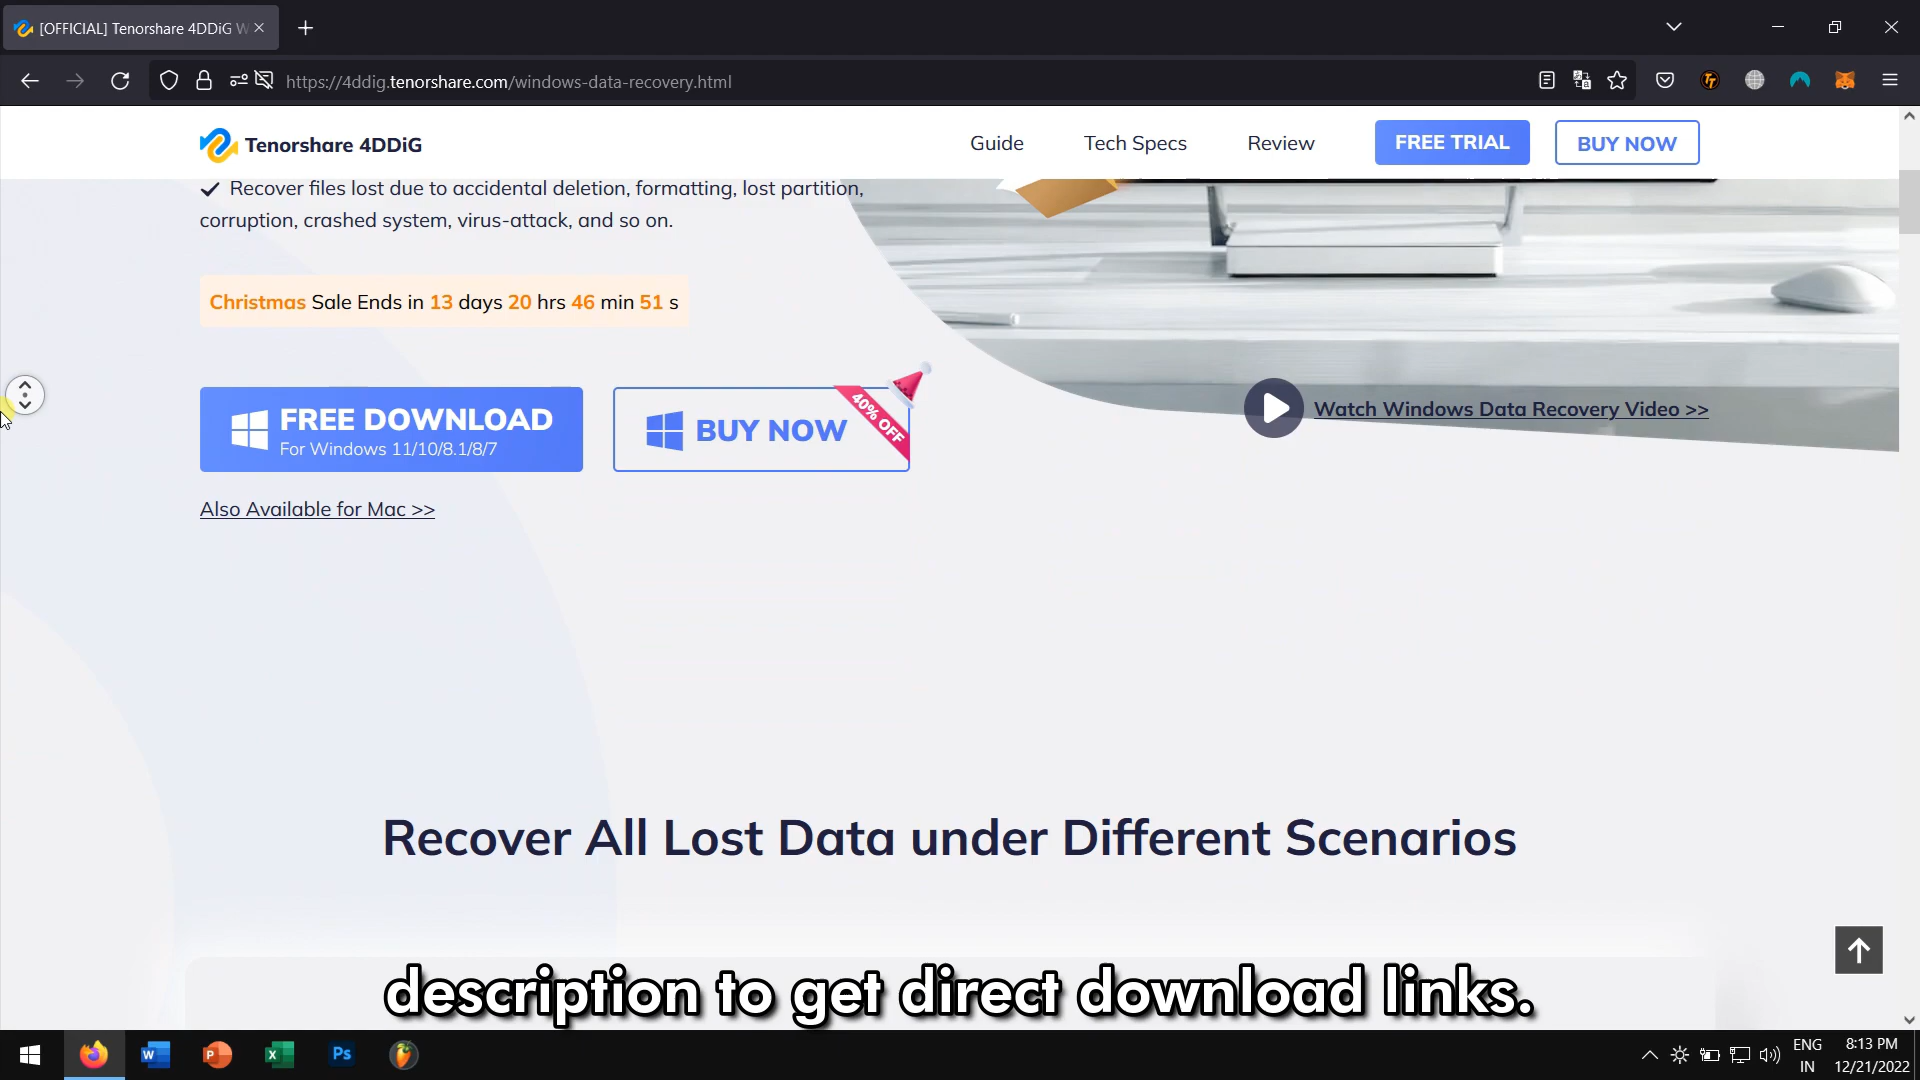 [OFFICIAL] Tenorshare 4DDiG W
https://4ddig.tenorshare.com/windows-data-recovery.html
Tenorshare 4DDiG
Guide
Tech Specs
Review
FREE TRIAL
BUY NOW
Recover files lost due to accidental deletion, formatting, lost partition,
corruption, crashed system, virus-attack, and so on.
Christmas Sale Ends in 13 days 20 hrs 46 min 51 s
FREE DOWNLOAD
For Windows 11/10/8.1/8/7
BUY NOW
40% OFF
Watch Windows Data Recovery Video >>
Also Available for Mac >>
Recover All Lost Data under Different Scenarios
description to get direct download links.
ENG
IN
8:13 PM
12/21/2022